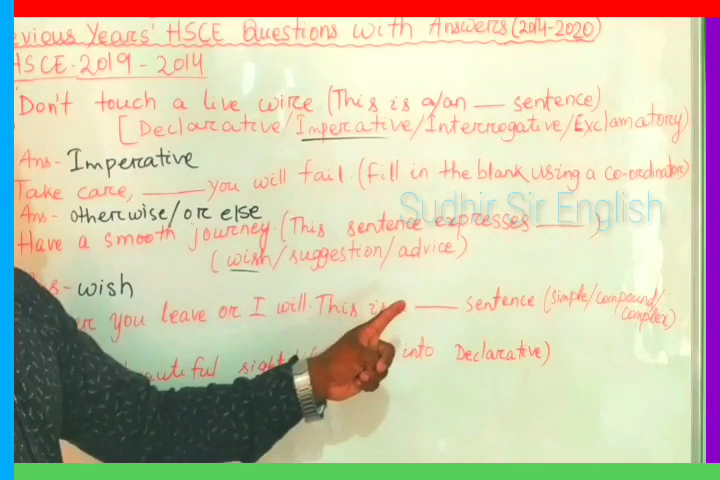 evious Years' HSCE Questions with Answers (2014-2020)
HSCE-2019-2014
Don't touch a live wire (This is a/an ___ sentence)
[Declarative/Imperative/Interrogative/Exclamatory)
Ans- Imperative
Take care, ___ you will fail (fill in the blank using a co-ordinator)
Ans- otherwise/or else
Sudhir Sir English
Have a smooth journey. (This sentence expresses ___ )
(wish/suggestion/advice)
- wish
you leave or I will. This is ___ sentence (simple/compound/
complex)
sight into Declarative)